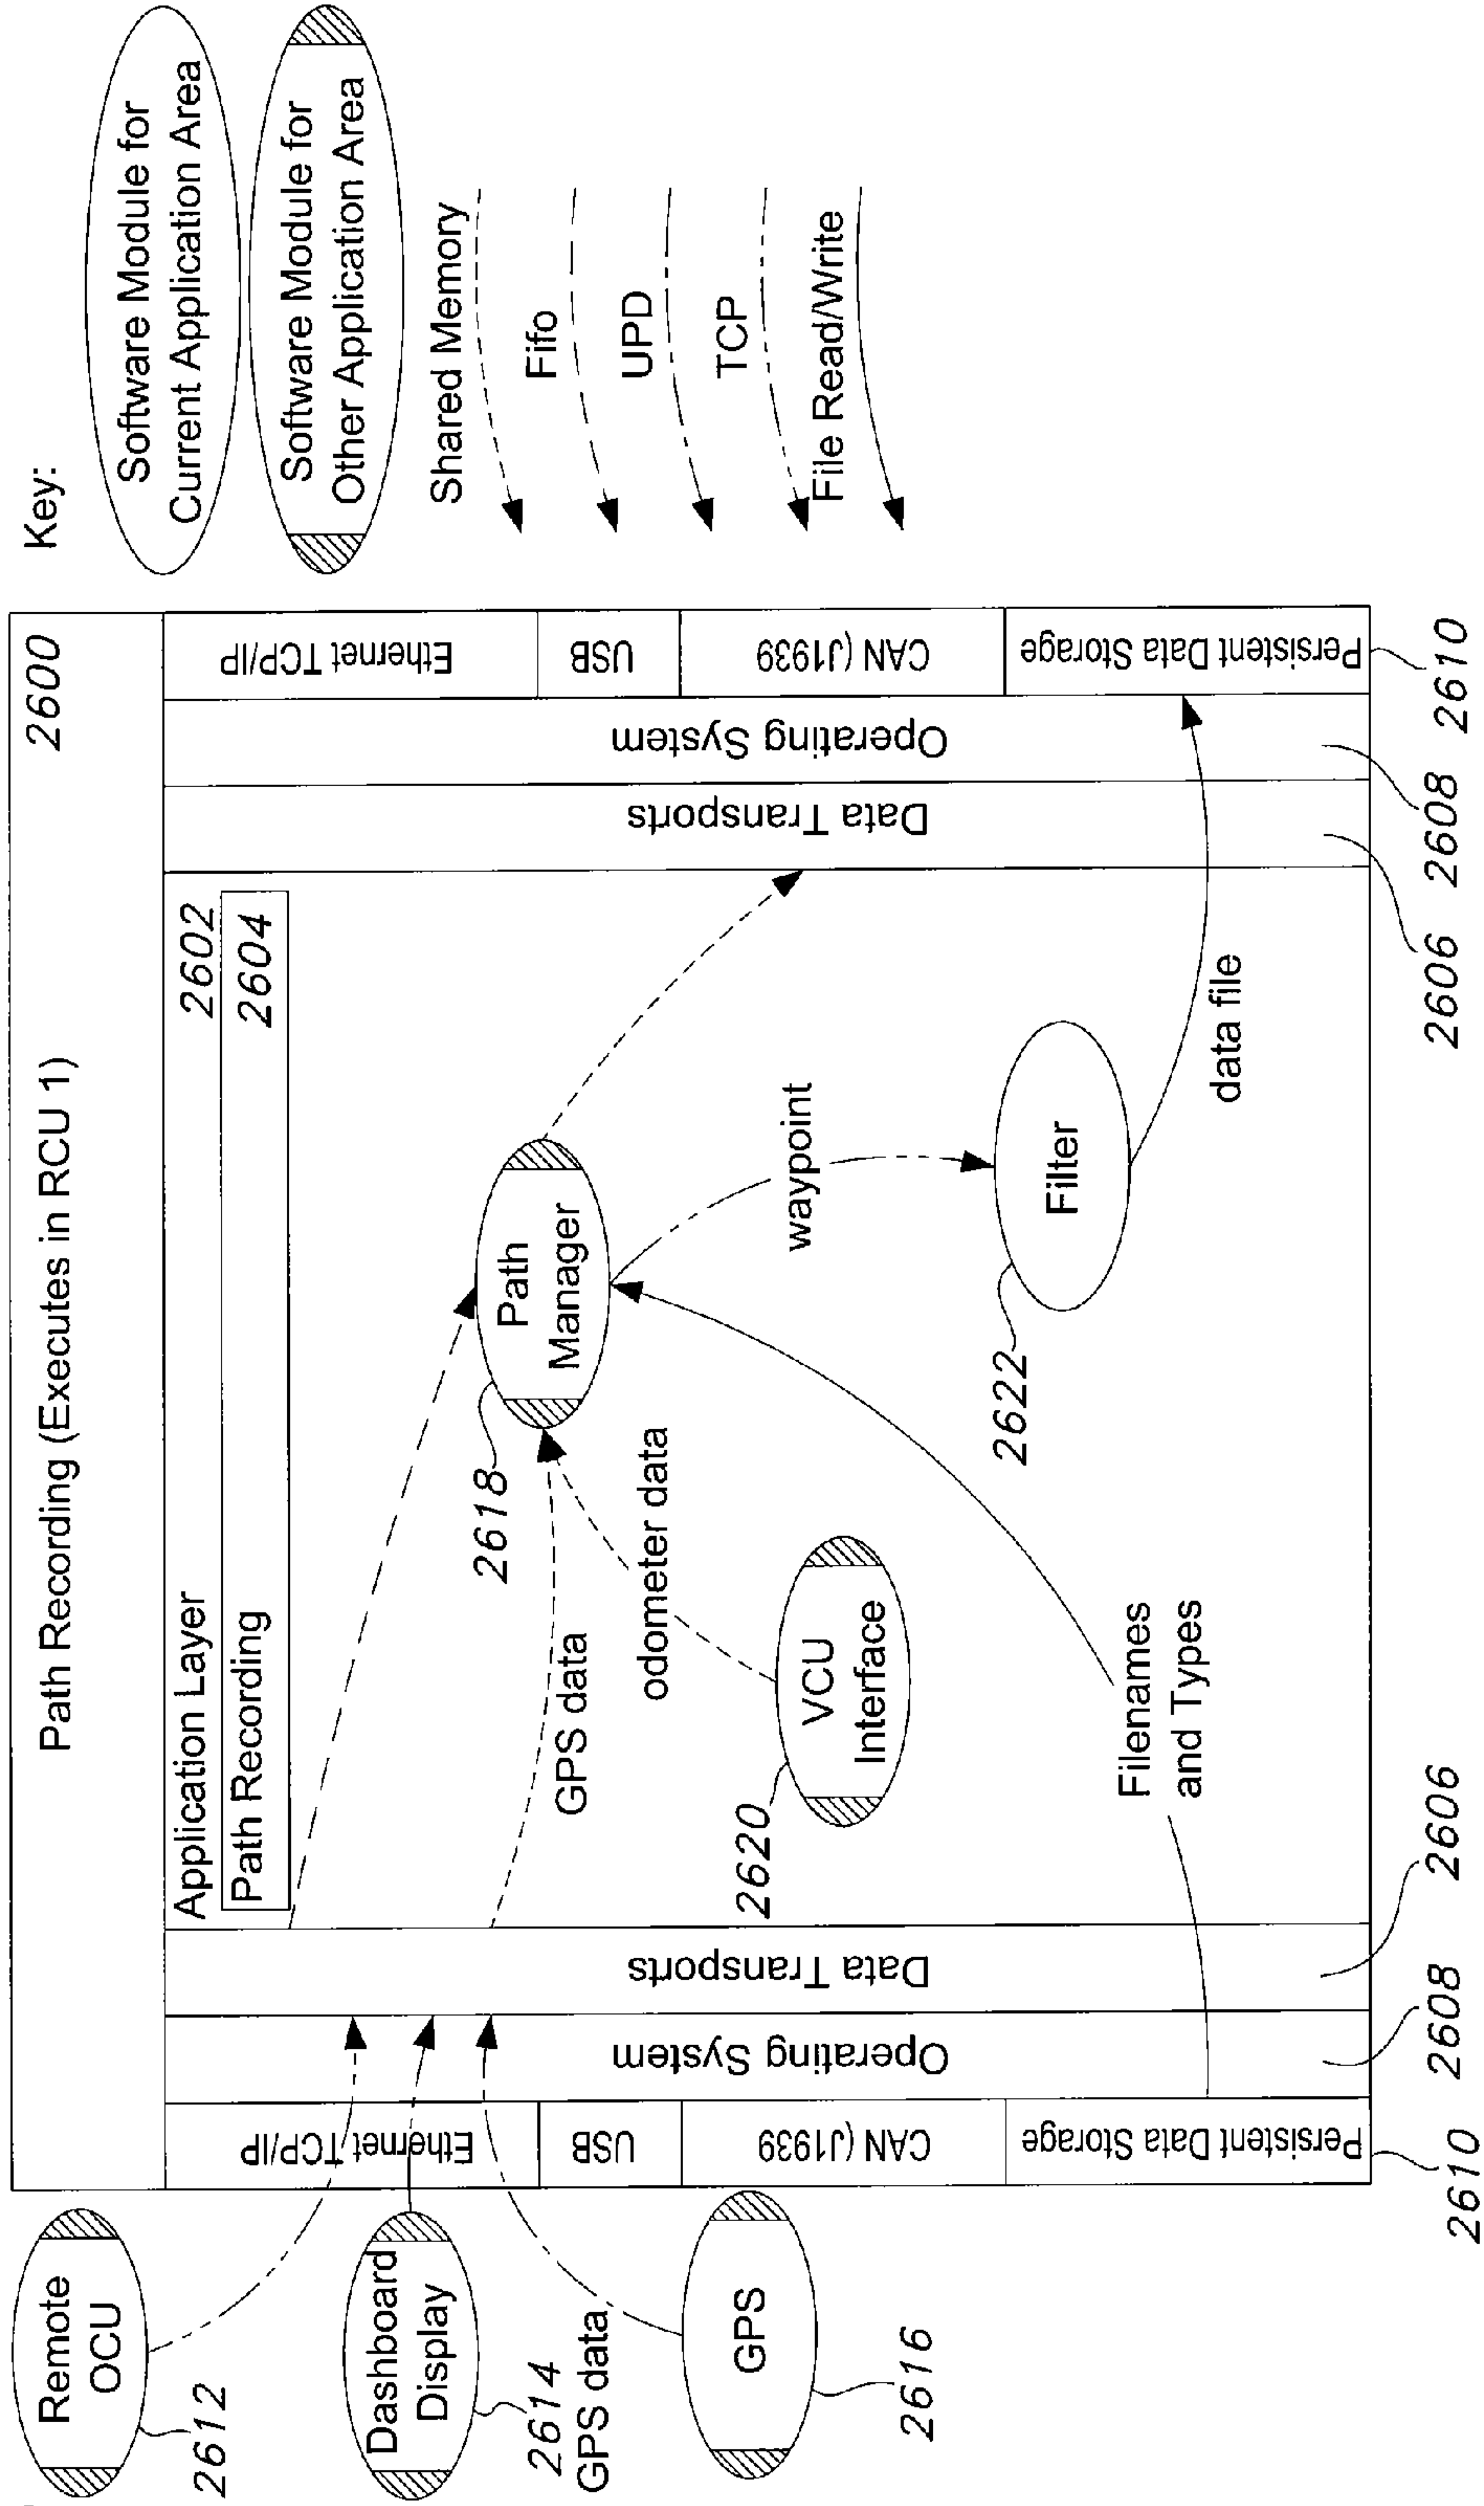 Path Recording (Executes in RCU 1)
2600
Key:
Software Module for
Current Application Area
Software Module for
Other Application Area
Shared Memory
Fifo
UPD
TCP
File Read/Write
Application Layer
2602
Path Recording
2604
Remote
OCU
2612
Dashboard
Display
2614
GPS data
GPS
2616
Ethernet TCP/IP
USB
CAN (J1939
Persistent Data Storage
2610
Operating System
2608
Data Transports
2606
GPS data
odometer data
VCU
Interface
2620
Filenames
and Types
Path
Manager
2618
waypoint
Filter
2622
data file
Data Transports
2606
Operating System
2608
Ethernet TCP/IP
USB
CAN (J1939
Persistent Data Storage
2610